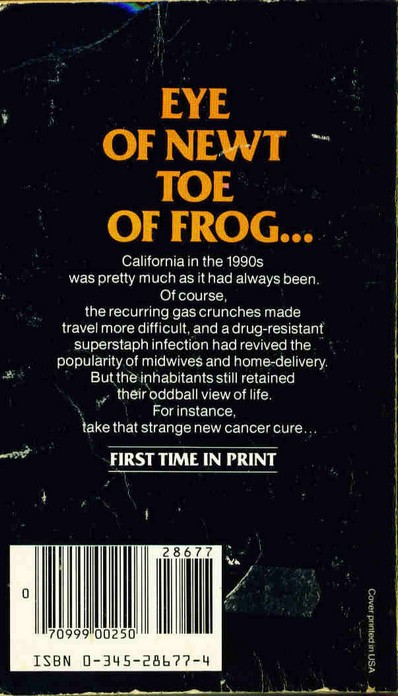 EYE
OF NEWT
TOE
OF FROG...
California in the 1990s
was pretty much as it had always been.
Of course,
the recurring gas crunches made
travel more difficult, and a drug-resistant
superstaph infection had revived the
popularity of midwives and home-delivery.
But the inhabitants still retained
their oddball view of life.
For instance,
take that strange new cancer cure...
FIRST TIME IN PRINT
28677
0
70999 00250
ISBN 0-345-28677-4
Cover printed in USA